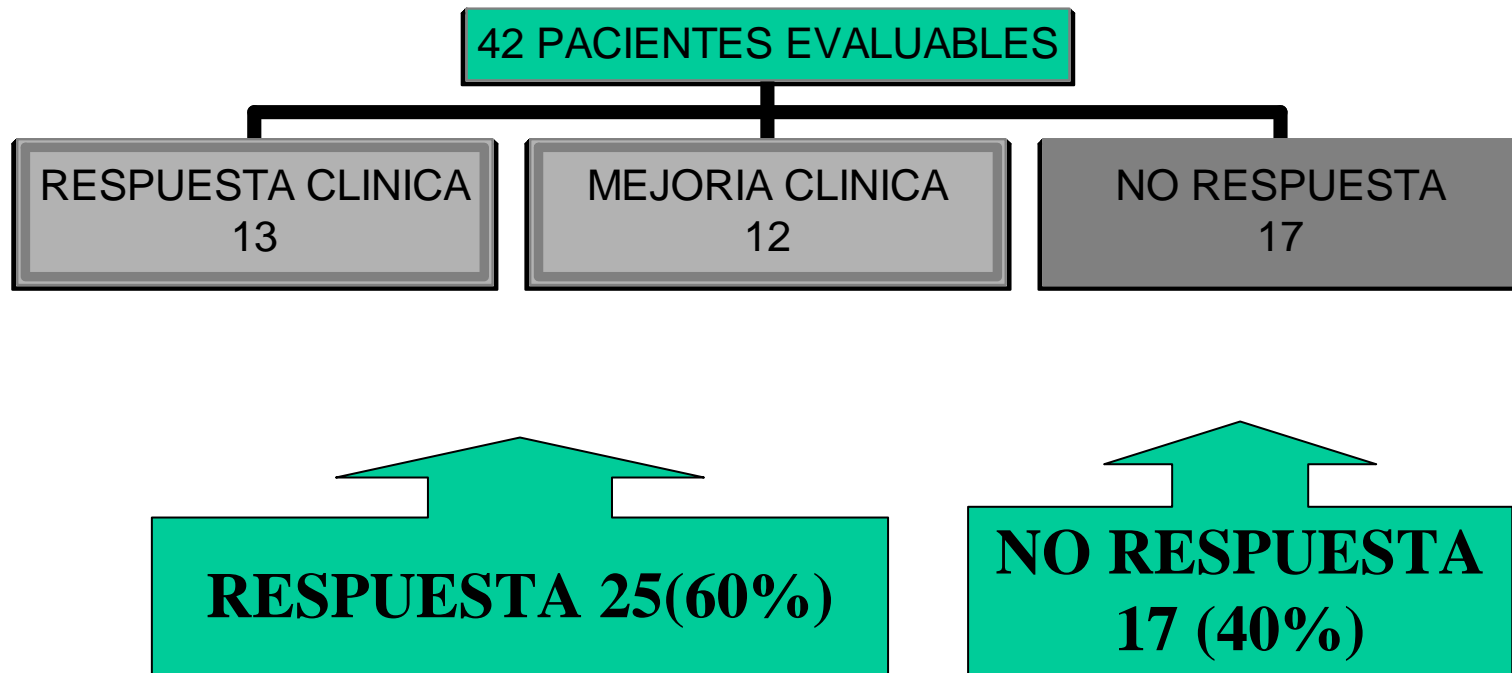 42 PACIENTES EVALUABLES
RESPUESTA CLINICA
13
MEJORIA CLINICA
12
NO RESPUESTA
17
RESPUESTA 25(60%)
NO RESPUESTA
17 (40%)